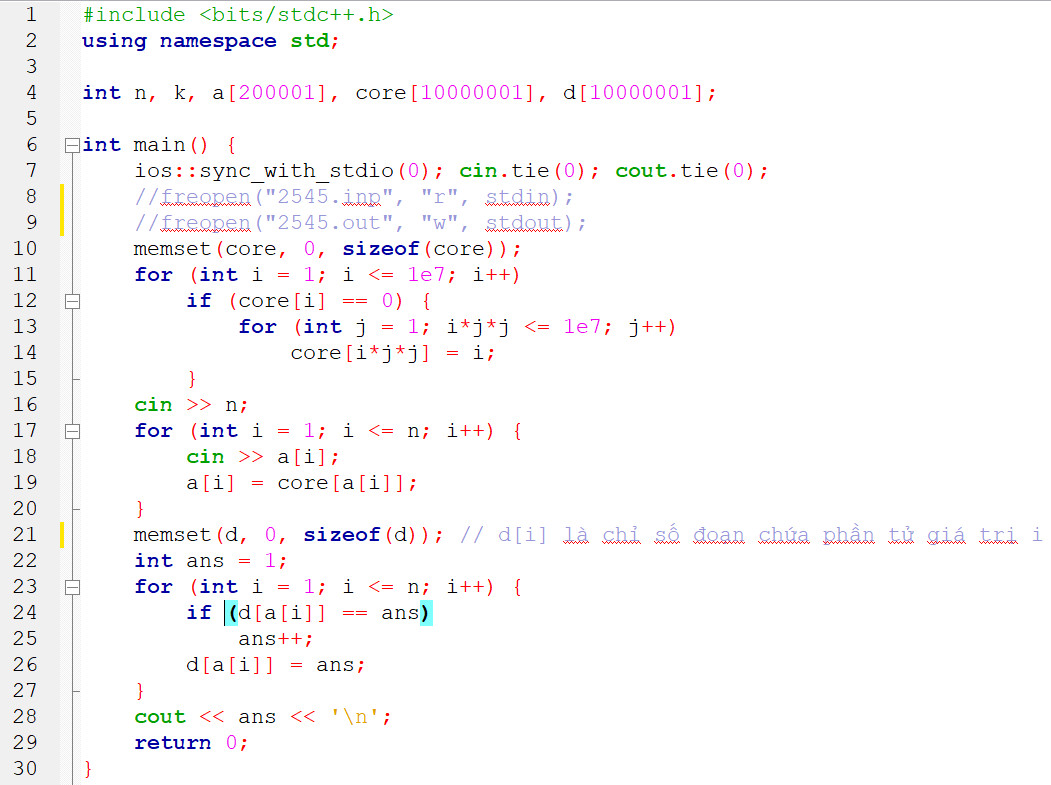 1 #include <bits/stdc++.h>
2 using namespace std;
3
4 int n, k, a[200001], core[10000001], d[10000001];
5
6 int main() {
7 ios::sync_with_stdio(0); cin.tie(0); cout.tie(0);
8 //freopen("2545.inp", "r", stdin);
9 //freopen("2545.out", "w", stdout);
10 memset(core, 0, sizeof(core));
11 for (int i = 1; i <= 1e7; i++)
12 if (core[i] == 0) {
13 for (int j = 1; i*j*j <= 1e7; j++)
14 core[i*j*j] = i;
15 }
16 cin >> n;
17 for (int i = 1; i <= n; i++) {
18 cin >> a[i];
19 a[i] = core[a[i]];
20 }
21 memset(d, 0, sizeof(d)); // d[i] là chỉ số đoạn chứa phần tử giá trị i
22 int ans = 1;
23 for (int i = 1; i <= n; i++) {
24 if (d[a[i]] == ans)
25 ans++;
26 d[a[i]] = ans;
27 }
28 cout << ans << '\n';
29 return 0;
30 }